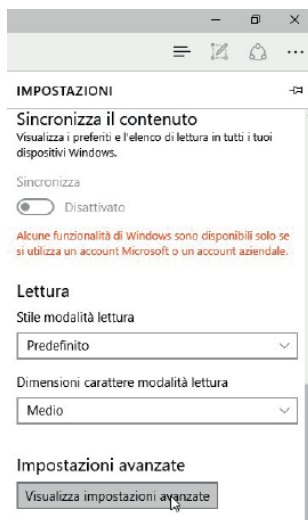 IMPOSTAZIONI
Sincronizza il contenuto
Visualizza i preferiti e l'elenco di lettura in tutti i tuoi
dispositivi Windows.
Sincronizza
Disattivato
Alcune funzionalità di Windows sono disponibili solo se
si utilizza un account Microsoft o un account aziendale.
Lettura
Stile modalità lettura
Predefinito
Dimensioni carattere modalità lettura
Medio
Impostazioni avanzate
Visualizza impostazioni avanzate